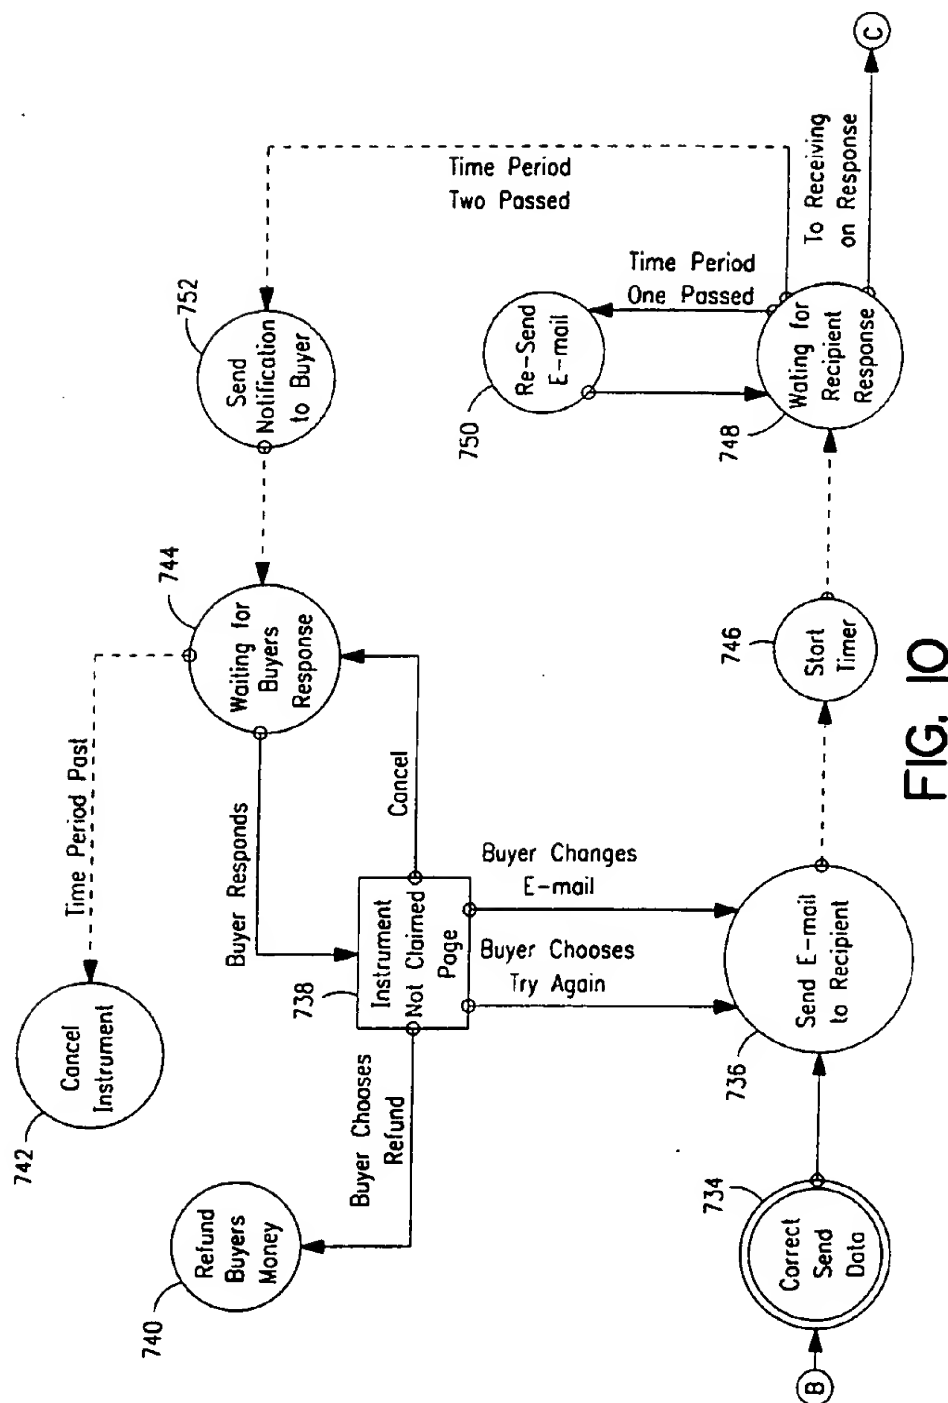 742
Cancel
Instrument
Time Period Past
744
Waiting for
Buyers
Response
752
Send
Notification
to Buyer
Time Period
Two Passed
740
Refund
Buyers
Money
Buyer Chooses
Refund
Buyer Responds
738
Instrument
Not Claimed
Page
Cancel
Buyer Chooses
Try Again
Buyer Changes
E-mail
750
Re-Send
E-mail
Time Period
One Passed
B
734
Correct
Send
Data
736
Send E-mail
to Recipient
746
Start
Timer
748
Wating for
Recipient
Response
To Receiving
on Response
C
FIG. 10